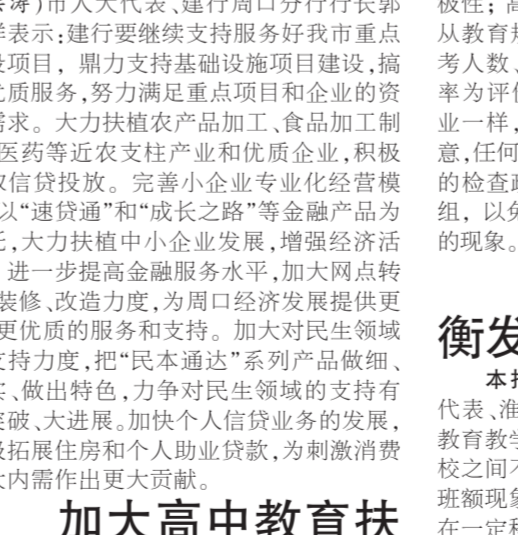 市人大代表、建行周口分行行长郭
表示:建行要继续支持服务好我市重点
项目，鼎力支持基础设施项目建设,搞
质服务,努力满足重点项目和企业的资
需求。大力扶植农产品加工、食品加工制
医药等近农支柱产业和优质企业,积极
信贷投放。完善小企业专业化经营模
以“速贷通”和“成长之路”等金融产品为
,大力扶植中小企业发展,增强经济活
进一步提高金融服务水平,加大网点转
装修、改造力度,为周口经济发展提供更
更优质的服务和支持。加大对民生领域
支持力度,把“民本通达”系列产品做细、
、做出特色,力争对民生领域的支持有
突破、大进展。加快个人信贷业务的发展,
拓展住房和个人助业贷款,为刺激消费
内需作出更大贡献。
加大高中教育扶
极性；
从教育
考人数、
率为评
业一样，
意,任何
的检查
组，以
的现象。
衡发
本
代表、淮
教育教
校之间
班额现
在一定